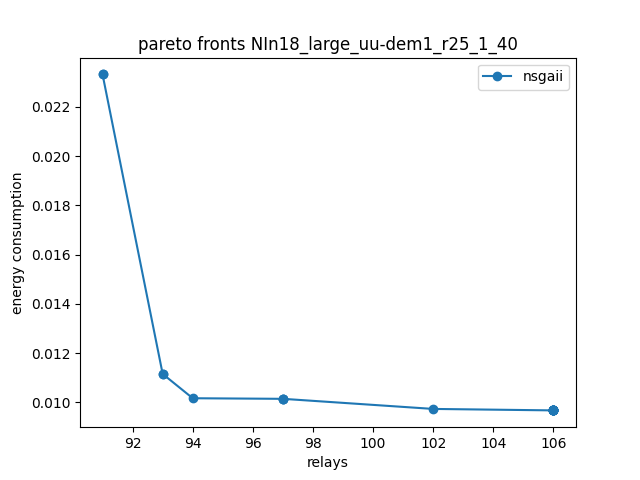 pareto fronts NIn18_large_uu-dem1_r25_1_40
nsgaii
0.022
0.020
0.018
0.016
0.014
0.012
0.010
energy consumption
92 94 96 98 100 102 104 106
relays